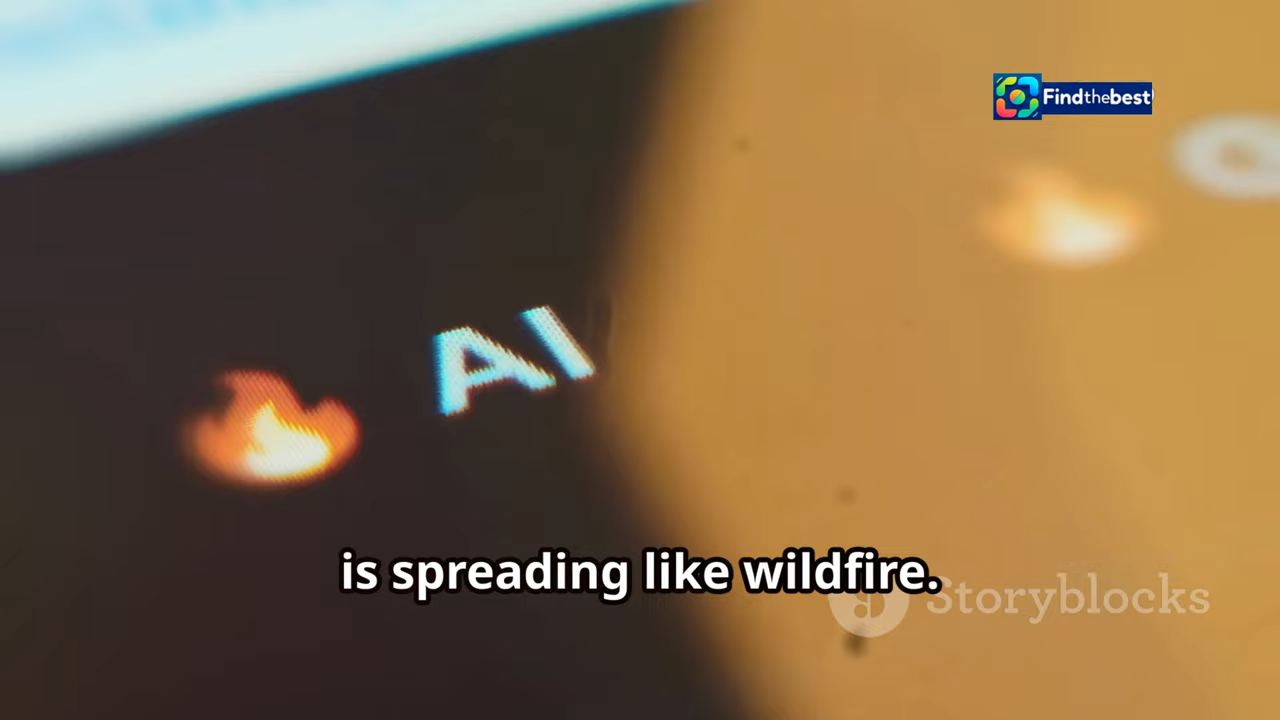 Findthebest
AI
is spreading like wildfire.
Storyblocks